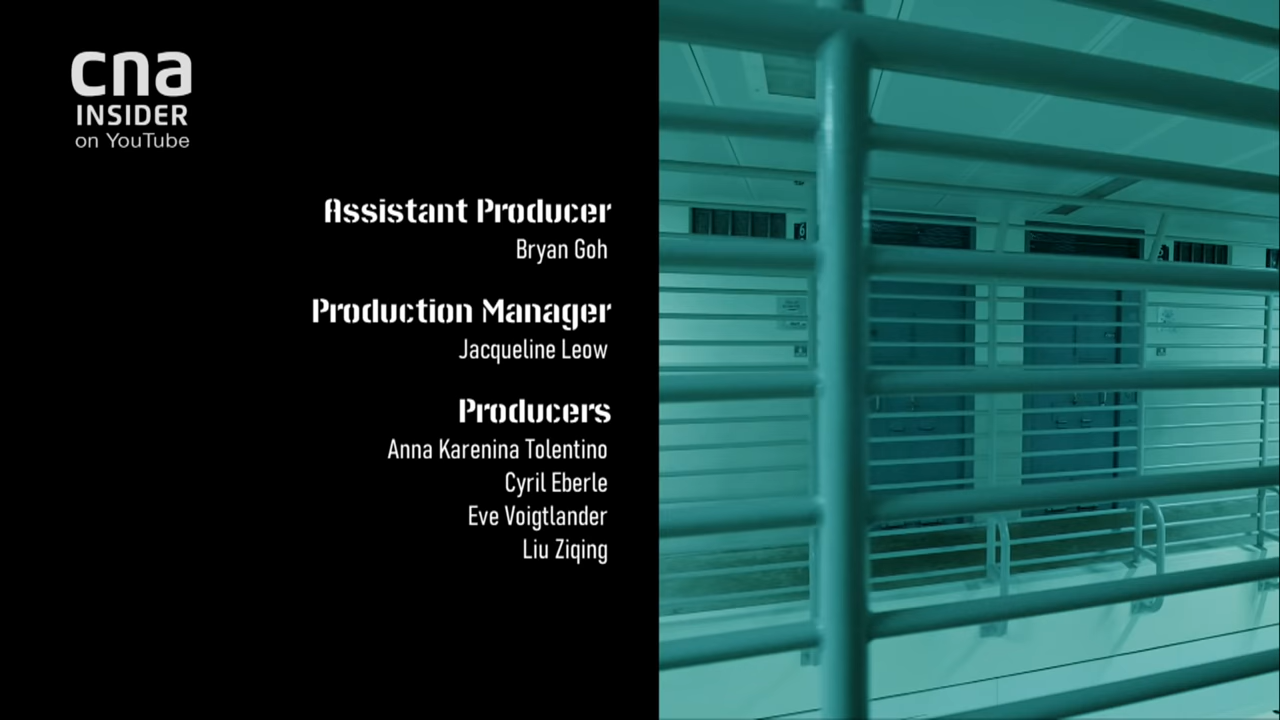 cna
INSIDER
on YouTube
Assistant Producer
Bryan Goh
Production Manager
Jacqueline Leow
Producers
Anna Karenina Tolentino
Cyril Eberle
Eve Voigtlander
Liu Ziqing
6